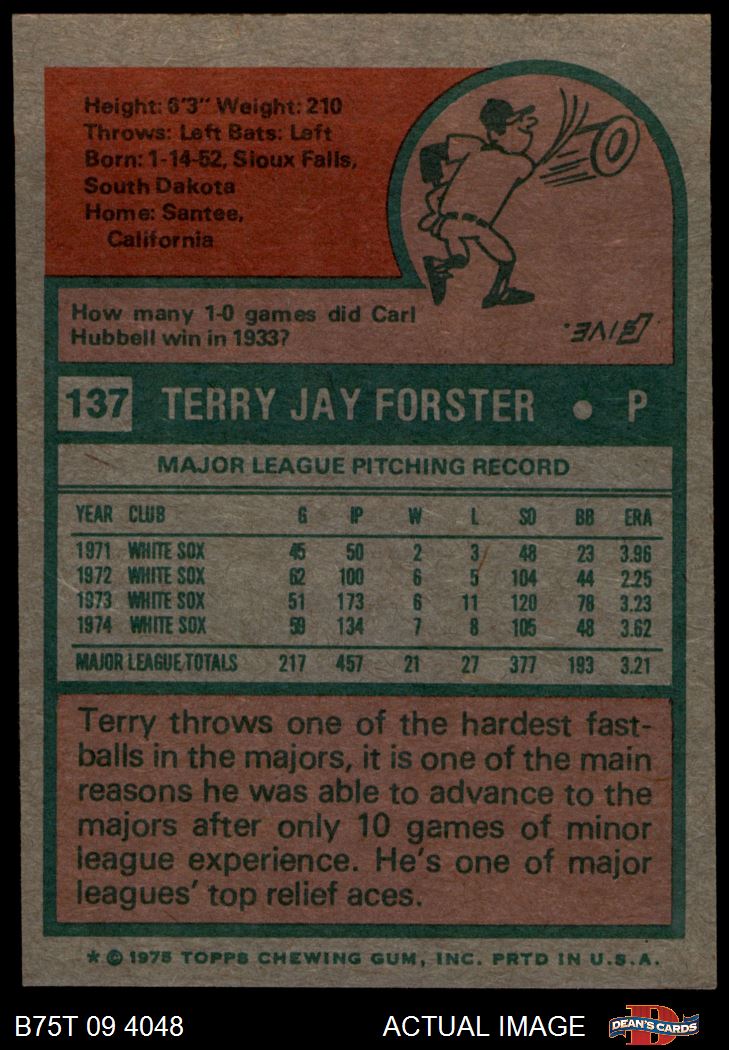 Height: 6'3" Weight: 210
Throws: Left Bats: Left
Born: 1-14-52, Sioux Falls,
South Dakota
Home: Santee,
California
How many 1-0 games did Carl
Hubbell win in 1933?
FIVE.
137 TERRY JAY FORSTER • P
MAJOR LEAGUE PITCHING RECORD
YEAR CLUB G IP W L SO BB ERA
1971 WHITE SOX 45 50 2 3 48 23 3.96
1972 WHITE SOX 62 100 6 5 104 44 2.25
1973 WHITE SOX 51 173 6 11 120 78 3.23
1974 WHITE SOX 59 134 7 8 105 48 3.62
MAJOR LEAGUE TOTALS 217 457 21 27 377 193 3.21
Terry throws one of the hardest fast-
balls in the majors, it is one of the main
reasons he was able to advance to the
majors after only 10 games of minor
league experience. He's one of major
leagues' top relief aces.
* © 1975 TOPPS CHEWING GUM, INC. PRTD IN U.S.A.
B75T 09 4048 ACTUAL IMAGE D DEAN'S CARDS